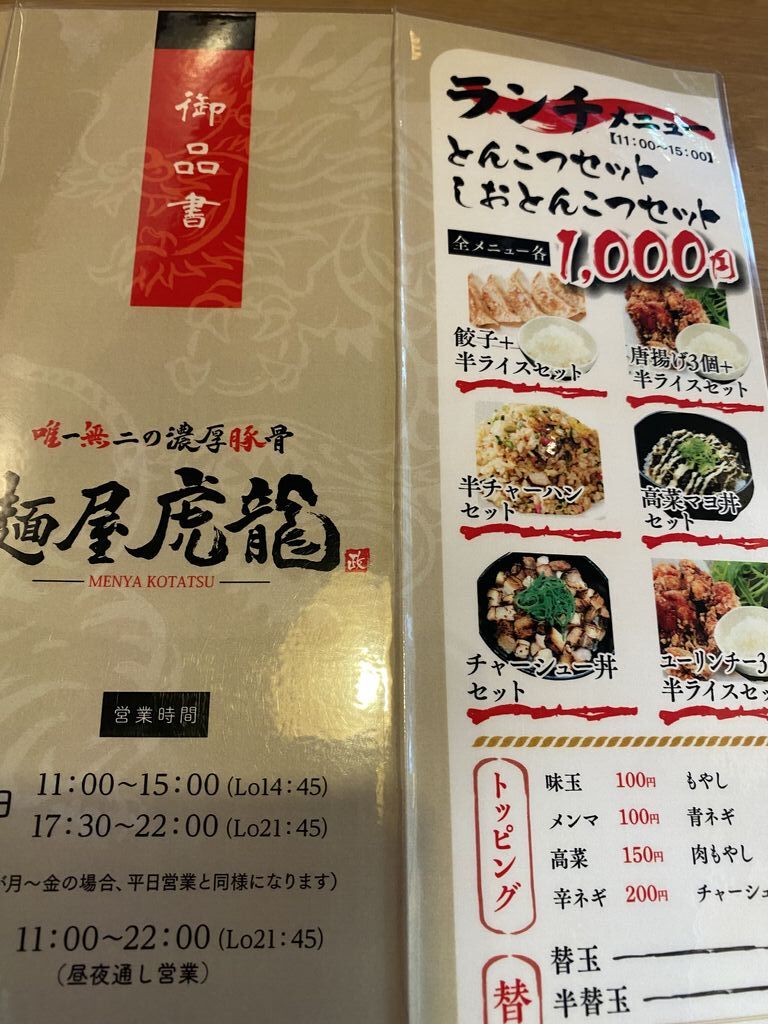 御品書
唯一無二の濃厚豚骨
麺屋虎龍
MENYA KOTATSU
営業時間
11:00〜15:00 (Lo14:45)
17:30〜22:00 (Lo21:45)
月〜金の場合、平日営業と同様になります)
11:00〜22:00 (Lo21:45)
(昼夜通し営業)
ランチメニュー
【11:00〜15:00】
とんこつセット
しおとんこつセット
全メニュー各 1,000円
餃子+
半ライスセット
唐揚げ3個+
半ライスセット
半チャーハン
セット
高菜マヨ丼
セット
チャーシュー丼
セット
ユーリンチー3
半ライスセッ
トッピング
味玉 100円 もやし
メンマ 100円 青ネギ
高菜 150円 肉もやし
辛ネギ 200円 チャーシュ
替
替玉
半替玉